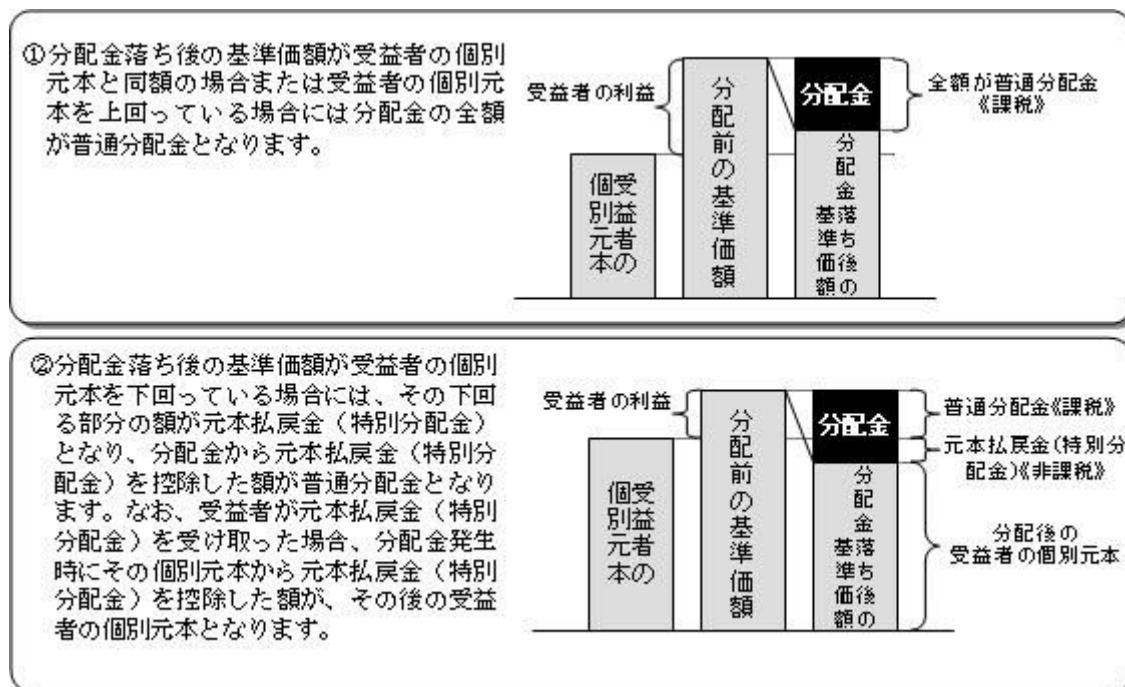 ①分配金落ち後の基準価額が受益者の個別
元本と同額の場合または受益者の個別元
本を上回っている場合には分配金の全額
が普通分配金となります。
受益者の利益
個別元本
受益者の
分配前の基準価額
分配金
分配金落ち後の
基準価額
全額が普通分配金
《課税》
②分配金落ち後の基準価額が受益者の個別
元本を下回っている場合には、その下回
る部分の額が元本払戻金（特別分配金）
となり、分配金から元本払戻金（特別分
配金）を控除した額が普通分配金となり
ます。なお、受益者が元本払戻金（特別
分配金）を受け取った場合、分配金発生
時にその個別元本から元本払戻金（特別
分配金）を控除した額が、その後の受益
者の個別元本となります。
受益者の利益
受益者の
個別元本
分配前の基準価額
分配金
分配金落ち後の
基準価額
普通分配金《課税》
元本払戻金(特別分
配金)《非課税》
分配後の
受益者の個別元本